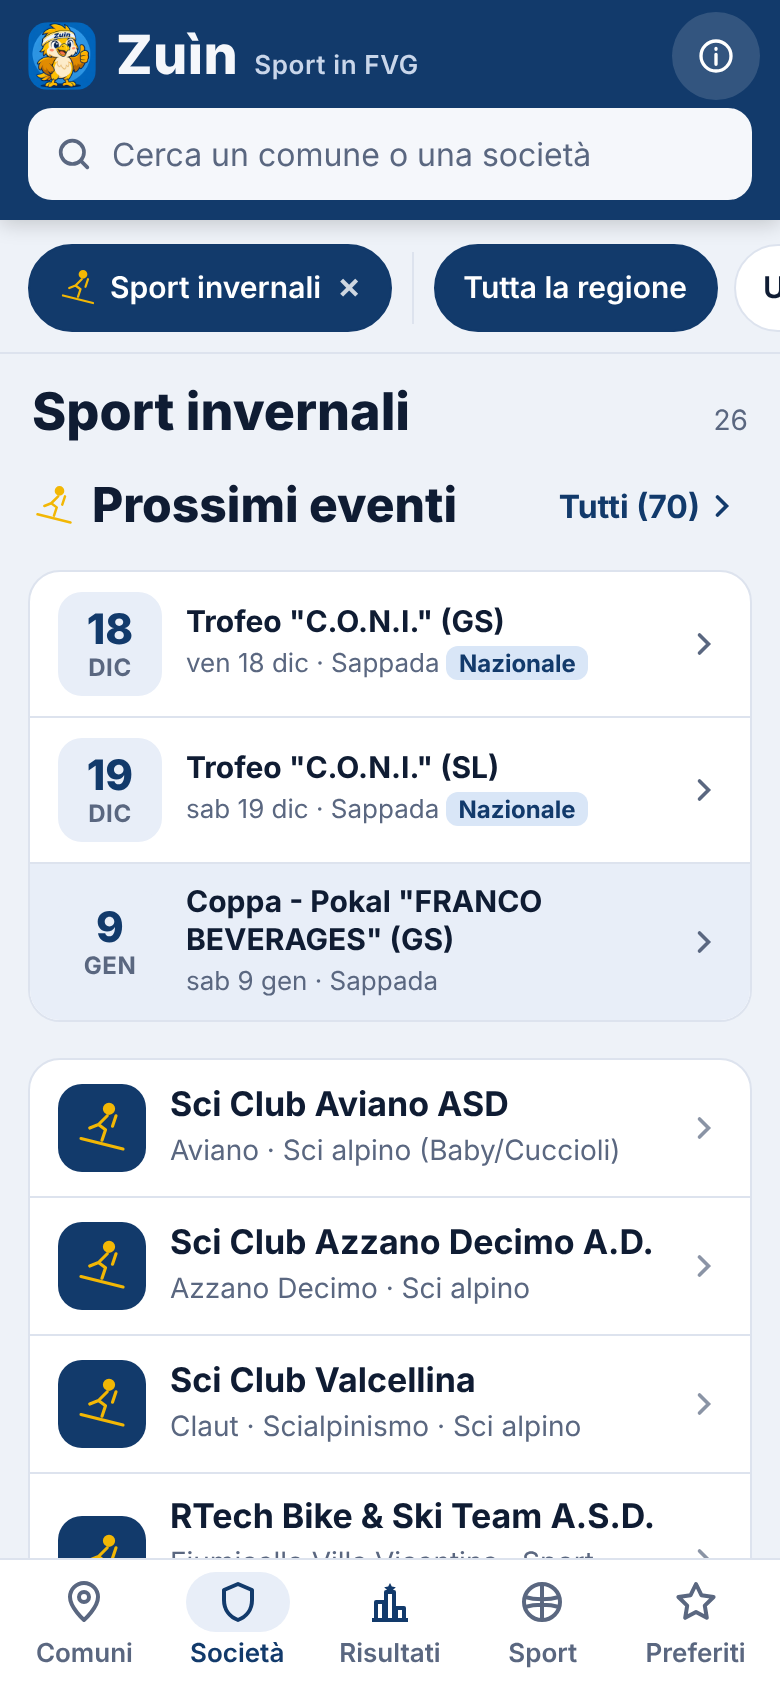 Zuìn Sport in FVG
Cerca un comune o una società
Sport invernali ×
Tutta la regione
U
Sport invernali
26
Prossimi eventi
Tutti (70)
18
DIC
Trofeo "C.O.N.I." (GS)
ven 18 dic · Sappada Nazionale
19
DIC
Trofeo "C.O.N.I." (SL)
sab 19 dic · Sappada Nazionale
9
GEN
Coppa - Pokal "FRANCO
BEVERAGES" (GS)
sab 9 gen · Sappada
Sci Club Aviano ASD
Aviano · Sci alpino (Baby/Cuccioli)
Sci Club Azzano Decimo A.D.
Azzano Decimo · Sci alpino
Sci Club Valcellina
Claut · Scialpinismo · Sci alpino
RTech Bike & Ski Team A.S.D.
Fiumicello Villa Vicentina · Sport
Comuni
Società
Risultati
Sport
Preferiti